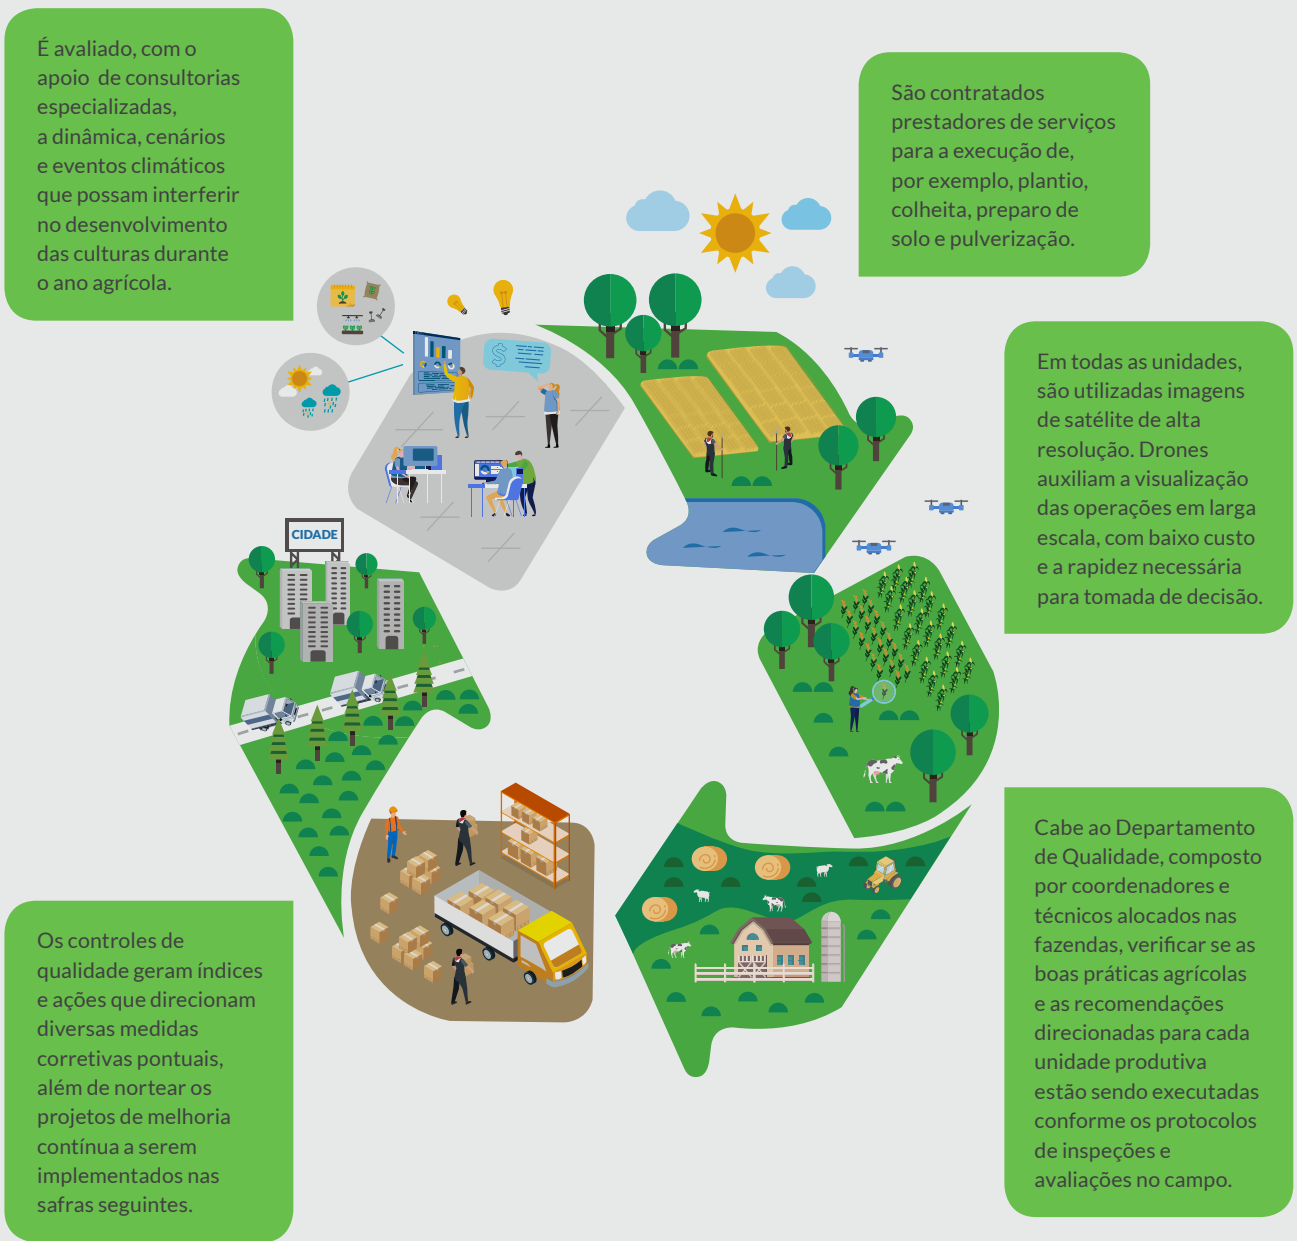 É avaliado, com o
apoio de consultorias
especializadas,
a dinâmica, cenários
e eventos climáticos
que possam interferir
no desenvolvimento
das culturas durante
o ano agrícola.
São contratados
prestadores de serviços
para a execução de,
por exemplo, plantio,
colheita, preparo de
solo e pulverização.
Em todas as unidades,
são utilizadas imagens
de satélite de alta
resolução. Drones
auxiliam a visualização
das operações em larga
escala, com baixo custo
e a rapidez necessária
para tomada de decisão.
$
CIDADE
Cabe ao Departamento
de Qualidade, composto
por coordenadores e
técnicos alocados nas
fazendas, verificar se as
boas práticas agrícolas
e as recomendações
direcionadas para cada
unidade produtiva
estão sendo executadas
conforme os protocolos
de inspeções e
avaliações no campo.
Os controles de
qualidade geram índices
e ações que direcionam
diversas medidas
corretivas pontuais,
além de nortear os
projetos de melhoria
contínua a serem
implementados nas
safras seguintes.